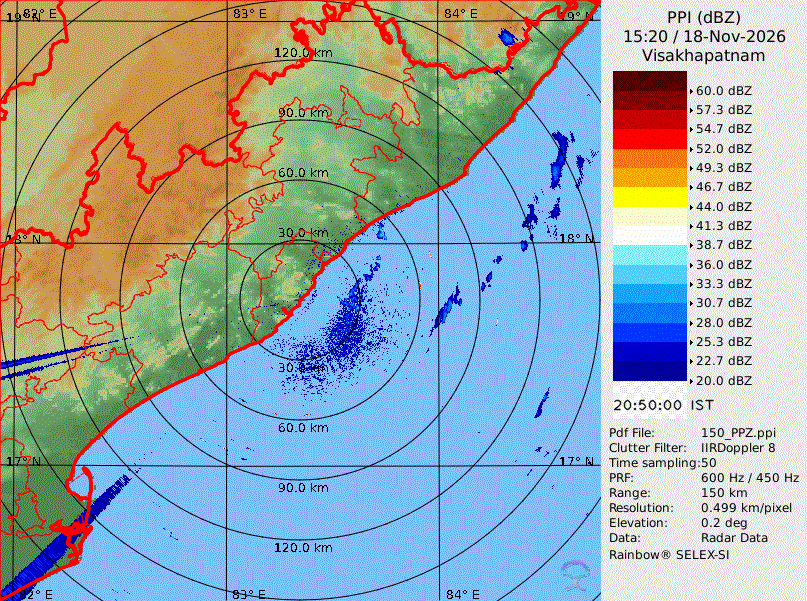 PPI (dBZ)
15:20 / 18-Nov-2026
Visakhapatnam
60.0 dBZ
57.3 dBZ
54.7 dBZ
52.0 dBZ
49.3 dBZ
46.7 dBZ
44.0 dBZ
41.3 dBZ
38.7 dBZ
36.0 dBZ
33.3 dBZ
30.7 dBZ
28.0 dBZ
25.3 dBZ
22.7 dBZ
20.0 dBZ
20:50:00 IST
Pdf File: 150_PPZ.ppi
Clutter Filter: IIRDoppler 8
Time sampling:50
PRF: 600 Hz / 450 Hz
Range: 150 km
Resolution: 0.499 km/pixel
Elevation: 0.2 deg
Data: Radar Data
Rainbow® SELEX-SI
82° E 83° E 84° E
19° N 19° N
120.0 km
90.0 km
60.0 km
30.0 km
18° N 18° N
30.0 km
60.0 km
17° N 17° N
90.0 km
120.0 km
82° E 83° E 84° E